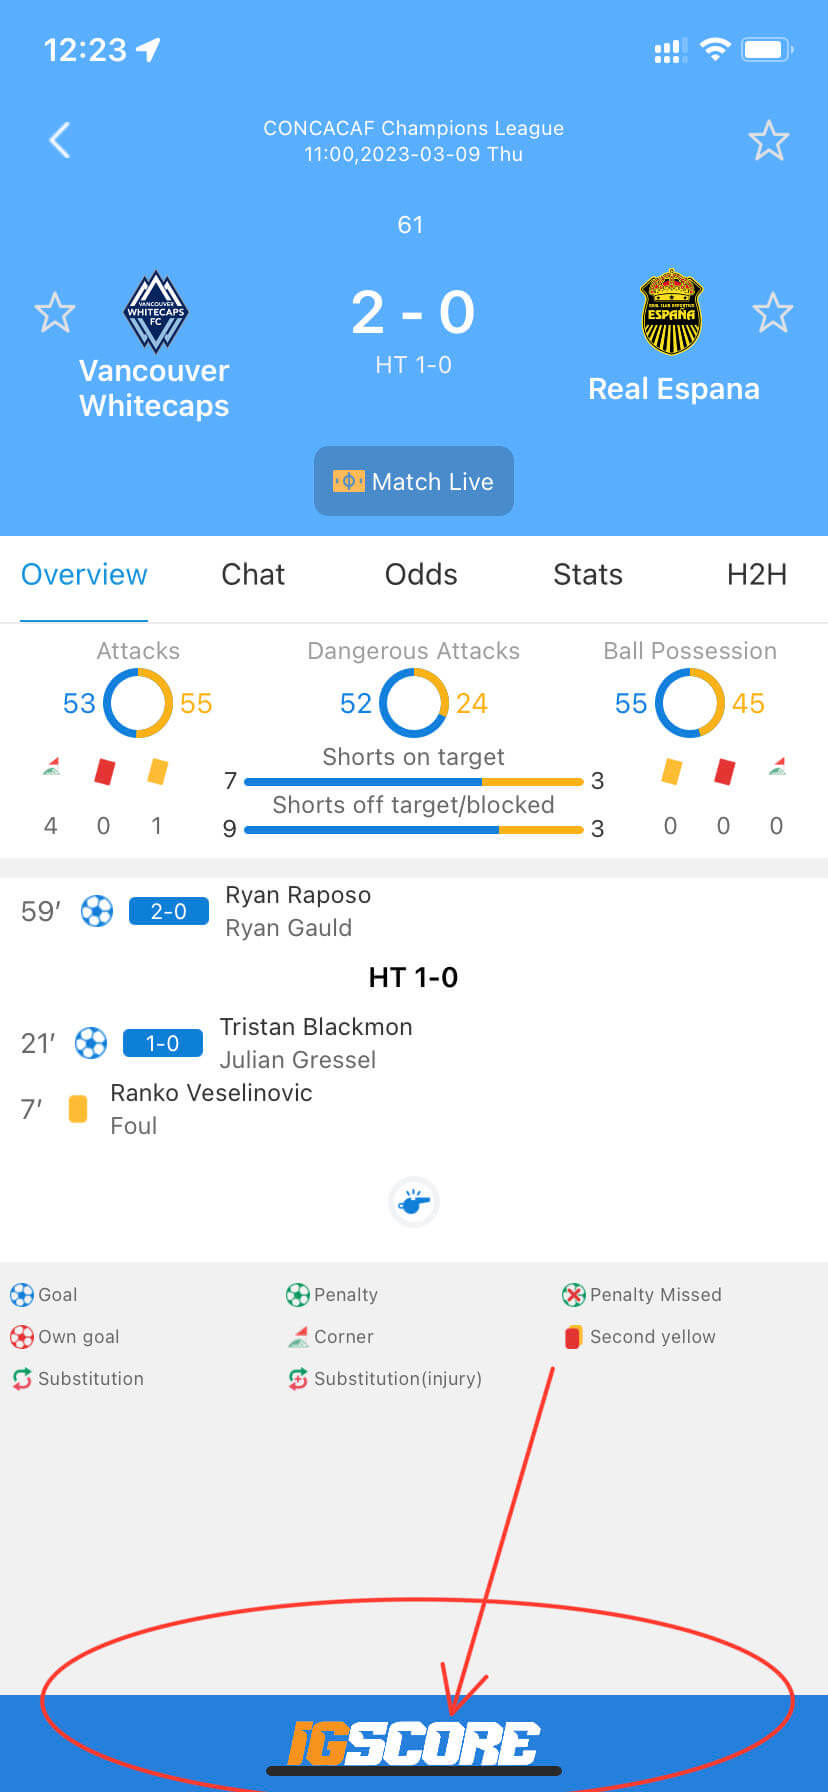 12:23
CONCACAF Champions League
11:00,2023-03-09 Thu
61
VANCOUVER
WHITECAPS
FC
2 - 0
HT 1-0
ESPAÑA
Vancouver
Whitecaps
Real Espana
Match Live
Overview Chat Odds Stats H2H
Attacks Dangerous Attacks Ball Possession
53 55 52 24 55 45
Shorts on target
7 3
Shorts off target/blocked
4 0 1 9 3 0 0 0
59’ 2-0 Ryan Raposo
Ryan Gauld
HT 1-0
21’ 1-0 Tristan Blackmon
Julian Gressel
7’ Ranko Veselinovic
Foul
Goal Penalty Penalty Missed
Own goal Corner Second yellow
Substitution Substitution(injury)
iGSCORE